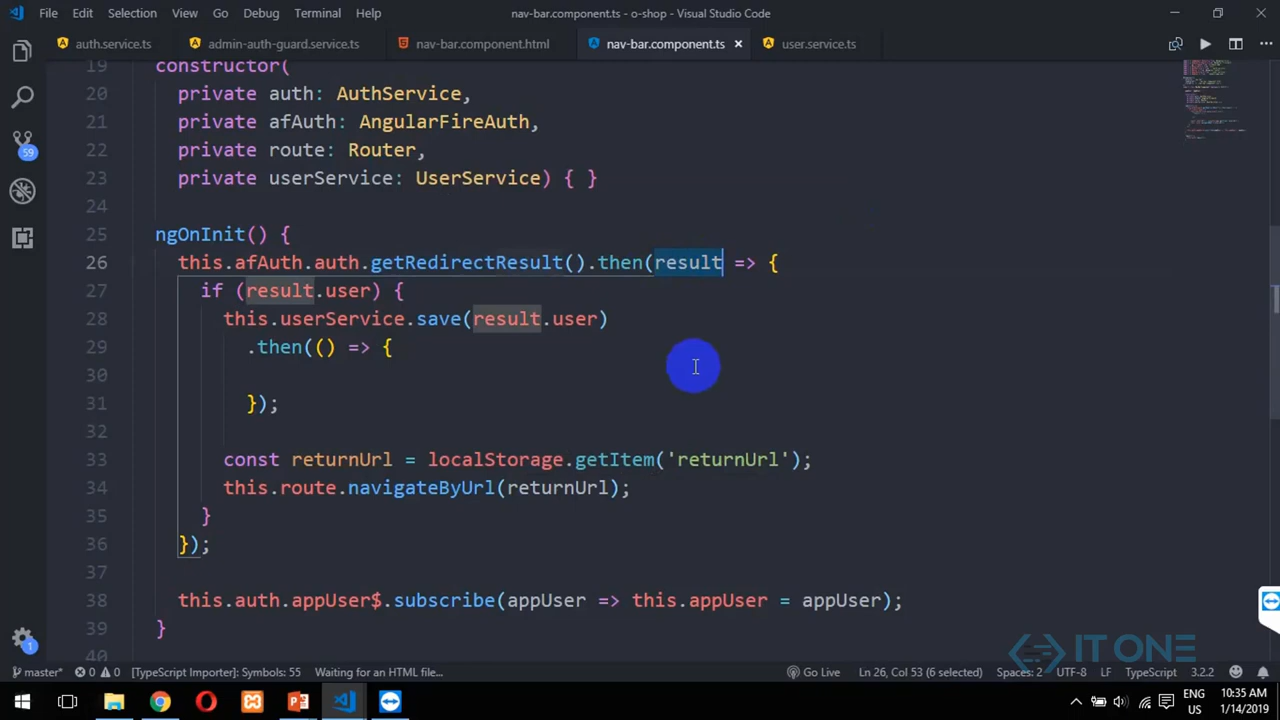 File Edit Selection View Go Debug Terminal Help nav-bar.component.ts - o-shop - Visual Studio Code
auth.service.ts admin-auth-guard.service.ts nav-bar.component.html nav-bar.component.ts user.service.ts
19 constructor(
20 private auth: AuthService,
21 private afAuth: AngularFireAuth,
22 private route: Router,
23 private userService: UserService) { }
24
25 ngOnInit() {
26 this.afAuth.auth.getRedirectResult().then(result => {
27 if (result.user) {
28 this.userService.save(result.user)
29 .then(() => {
30
31 });
32
33 const returnUrl = localStorage.getItem('returnUrl');
34 this.route.navigateByUrl(returnUrl);
35 }
36 });
37
38 this.auth.appUser$.subscribe(appUser => this.appUser = appUser);
39 }
40
59
1
IT ONE
master* 0 0 [TypeScript Importer]: Symbols: 55 Waiting for an HTML file... Go Live Ln 26, Col 53 (6 selected) Spaces: 2 UTF-8 LF TypeScript 3.2.2
ENG 10:35 AM
US 1/14/2019